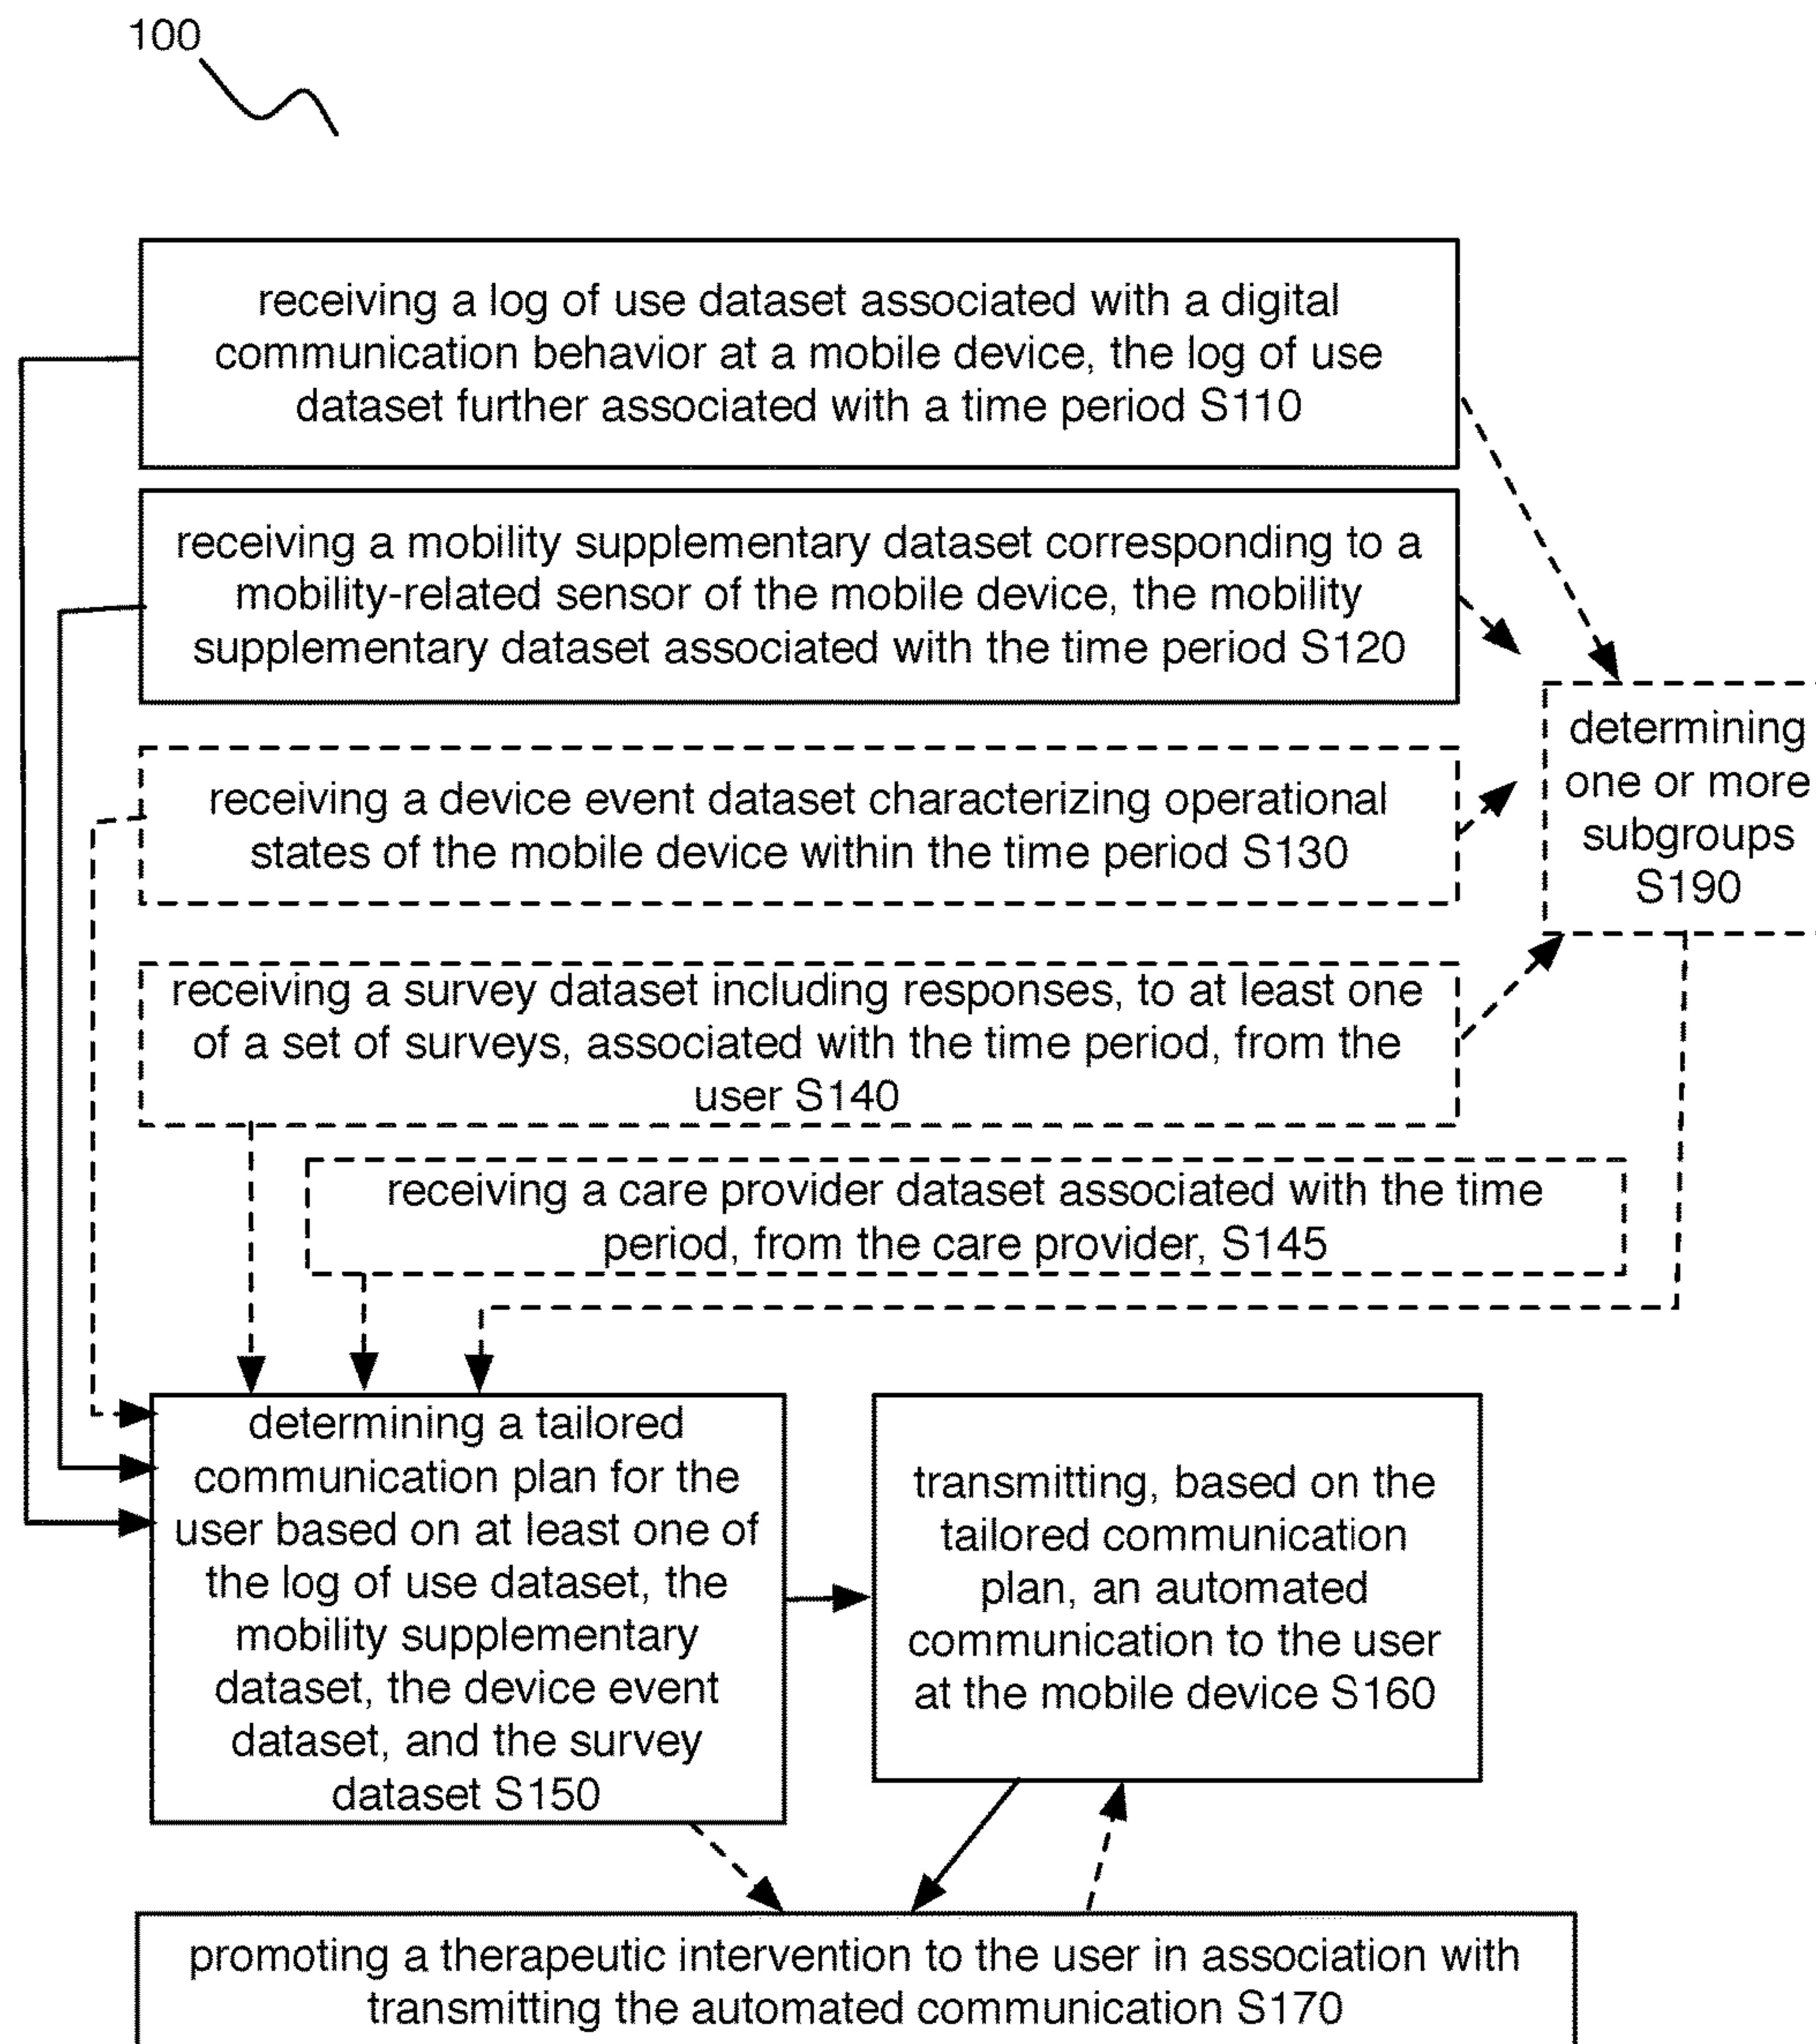 100
receiving a log of use dataset associated with a digital
communication behavior at a mobile device, the log of use
dataset further associated with a time period S110
receiving a mobility supplementary dataset corresponding to a
mobility-related sensor of the mobile device, the mobility
supplementary dataset associated with the time period S120
receiving a device event dataset characterizing operational
states of the mobile device within the time period S130
determining
one or more
subgroups
S190
receiving a survey dataset including responses, to at least one
of a set of surveys, associated with the time period, from the
user S140
receiving a care provider dataset associated with the time
period, from the care provider, S145
determining a tailored
communication plan for the
user based on at least one of
the log of use dataset, the
mobility supplementary
dataset, the device event
dataset, and the survey
dataset S150
transmitting, based on the
tailored communication
plan, an automated
communication to the user
at the mobile device S160
promoting a therapeutic intervention to the user in association with
transmitting the automated communication S170